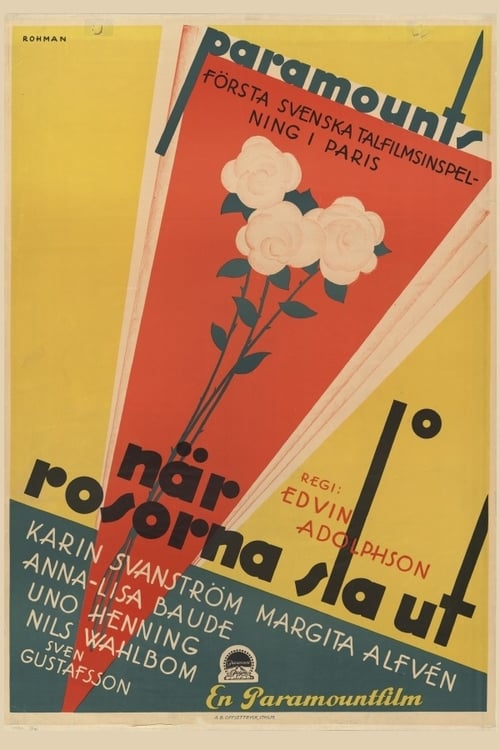 ROHMAN
paramounts
FÖRSTA SVENSKA TALFILMSINSPEL-
NING I PARIS
när
rosorna slå ut
REGI:
EDVIN
ADOLPHSON
KARIN SVANSTRÖM MARGITA ALFVÉN
ANNA-LISA BAUDE
UNO HENNING
NILS WAHLBOM
SVEN
GUSTAFSSON
Paramount
En Paramountfilm